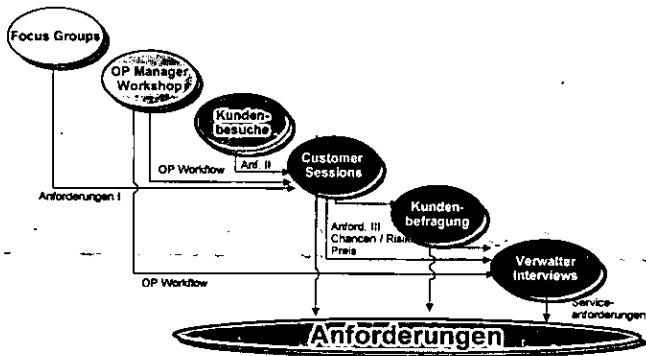 Focus Groups
OP Manager
Workshop
Kunden-
besuche
OP Workflow
Anf. II
Customer
Sessions
Anforderungen I
Kunden-
befragung
Anford. III
Chancen /
Preis
Verwalter
Interviews
OP Workflow
Service-
anforderungen
Anforderungen